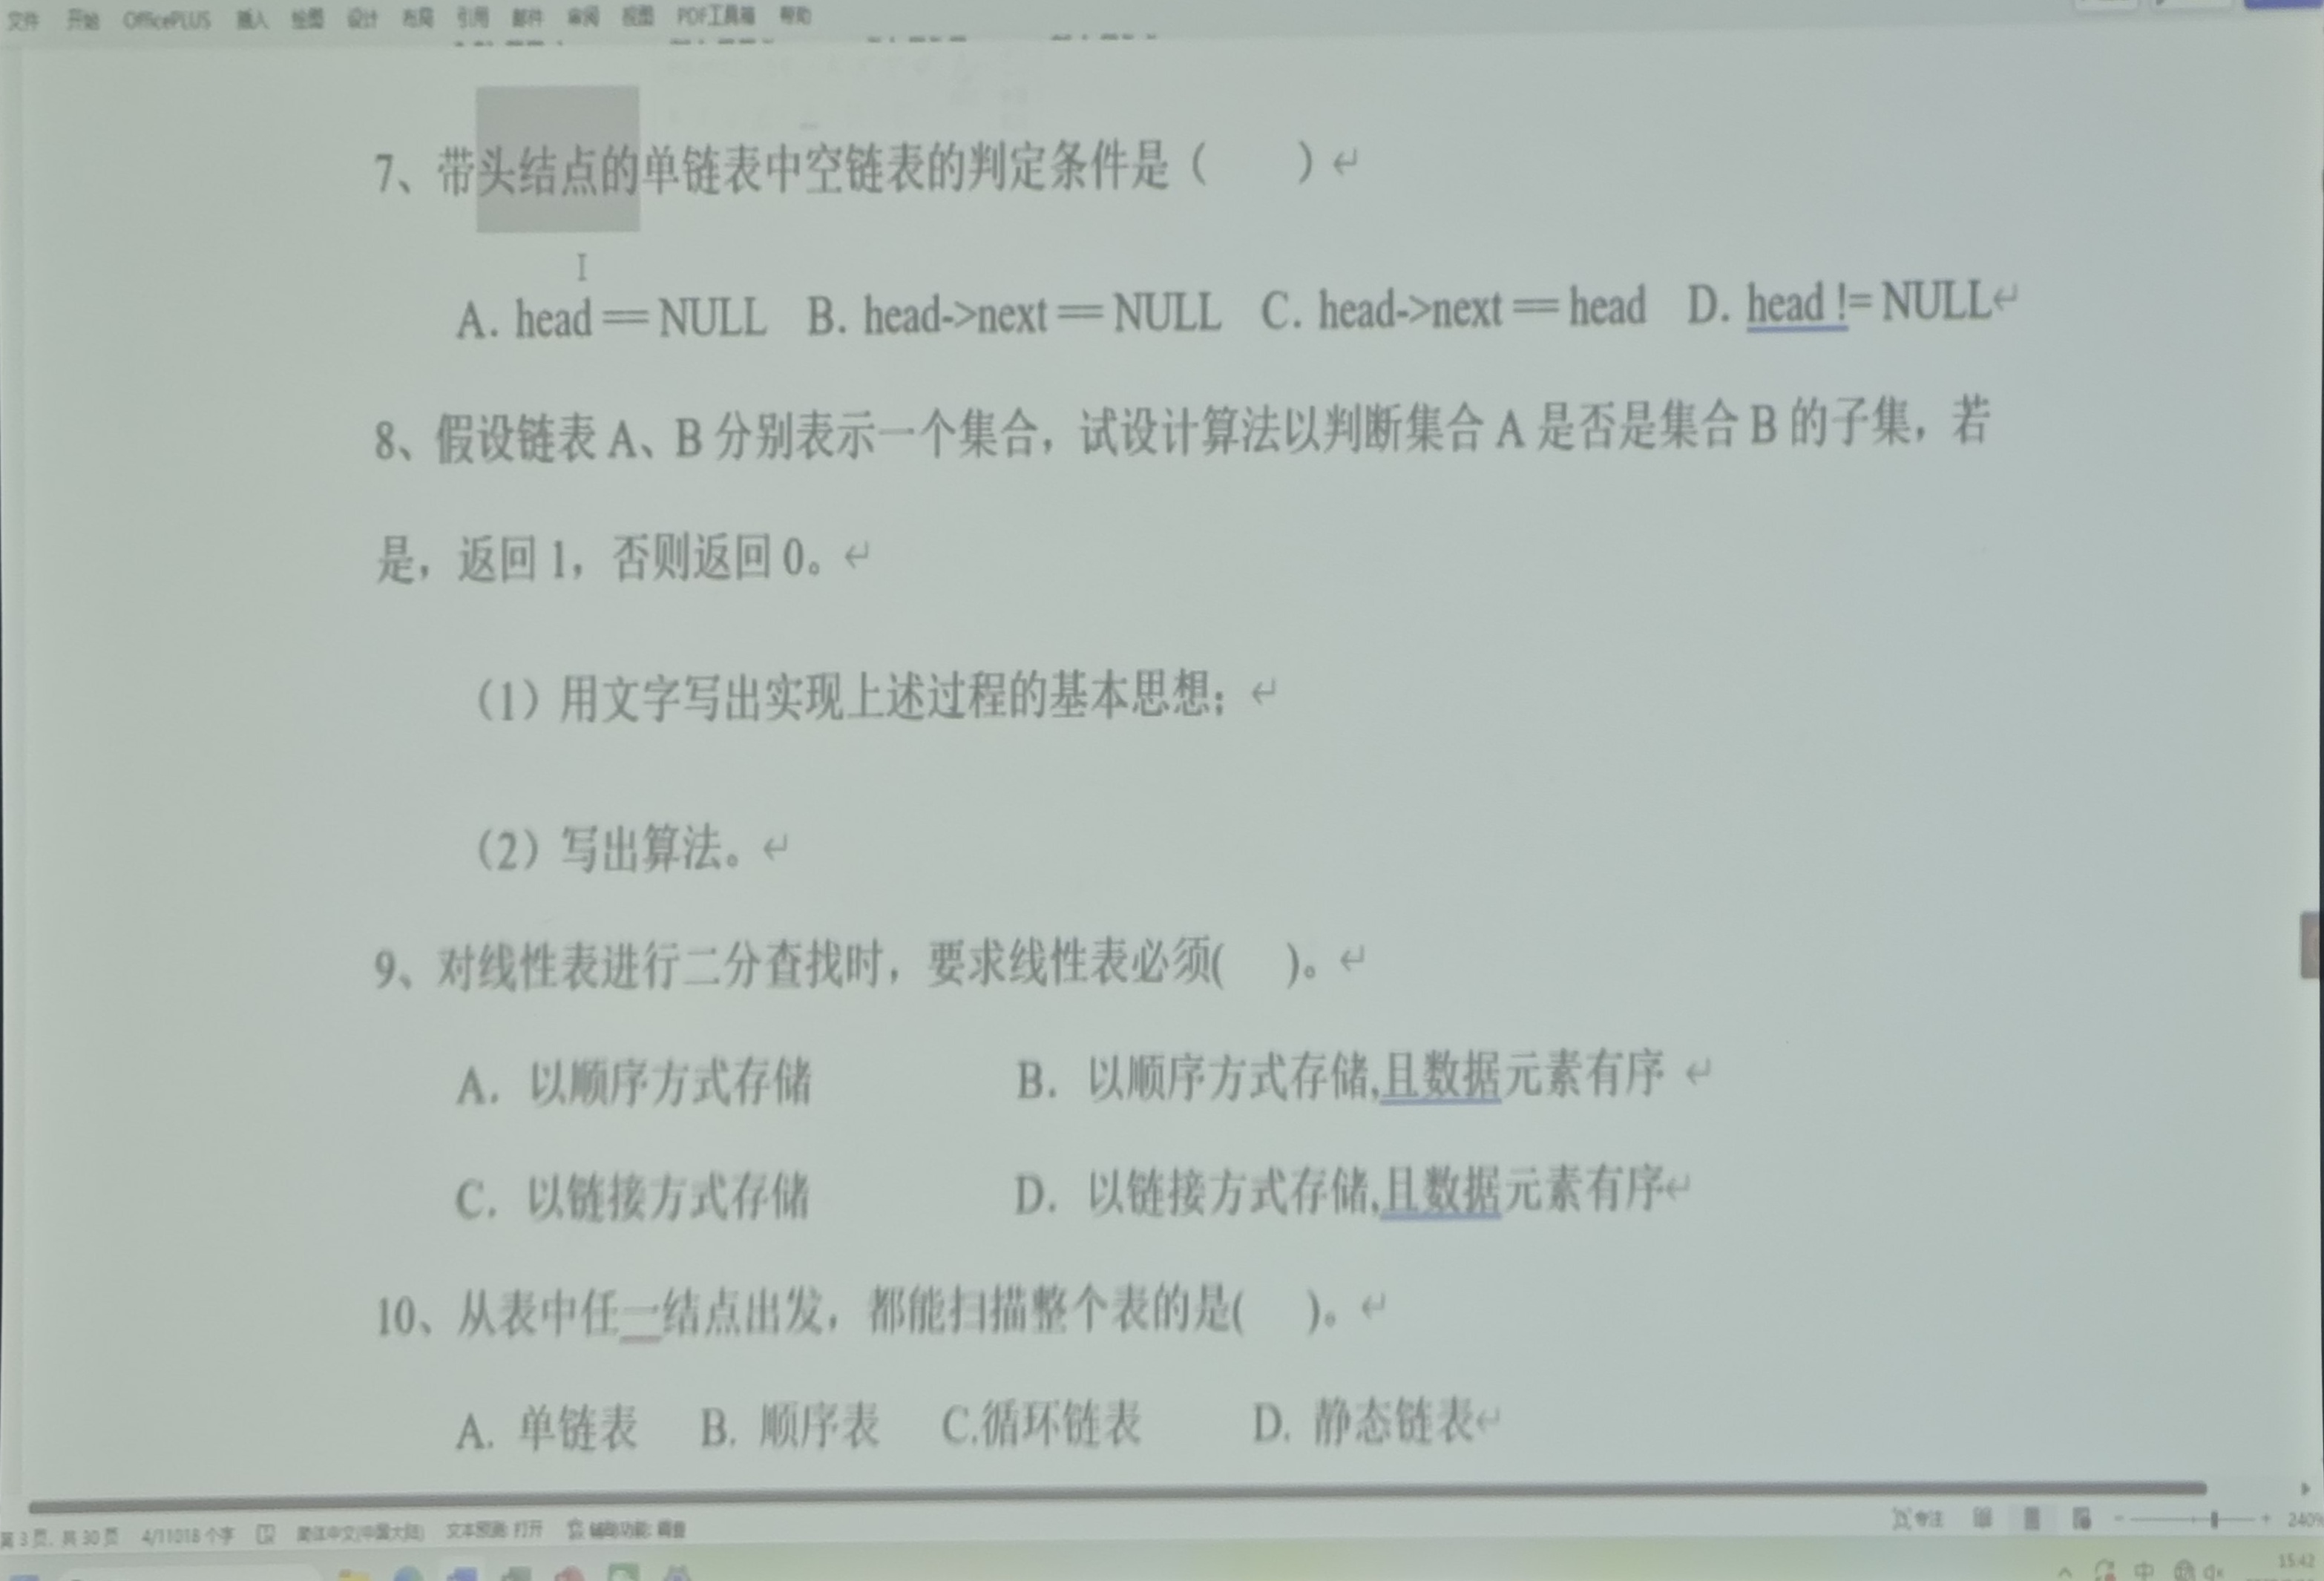 文件 开始 OfficePLUS 插入 绘图 设计 布局 引用 邮件 审阅 视图 PDF工具箱 帮助
7、带头结点的单链表中空链表的判定条件是（ ）
A. head == NULL B. head->next == NULL C. head->next == head D. head != NULL
8、假设链表 A、B 分别表示一个集合，试设计算法以判断集合 A 是否是集合 B 的子集，若
是，返回 1，否则返回 0。
（1）用文字写出实现上述过程的基本思想；
（2）写出算法。
9、对线性表进行二分查找时，要求线性表必须( )。
A. 以顺序方式存储 B. 以顺序方式存储,且数据元素有序
C. 以链接方式存储 D. 以链接方式存储,且数据元素有序
10、从表中任一结点出发，都能扫描整个表的是( )。
A. 单链表 B. 顺序表 C.循环链表 D. 静态链表
第 3 页, 共 30 页 4/11018 个字 简体中文(中国大陆) 文本预测: 打开 辅助功能: 调查 专注 240%
中 15:42